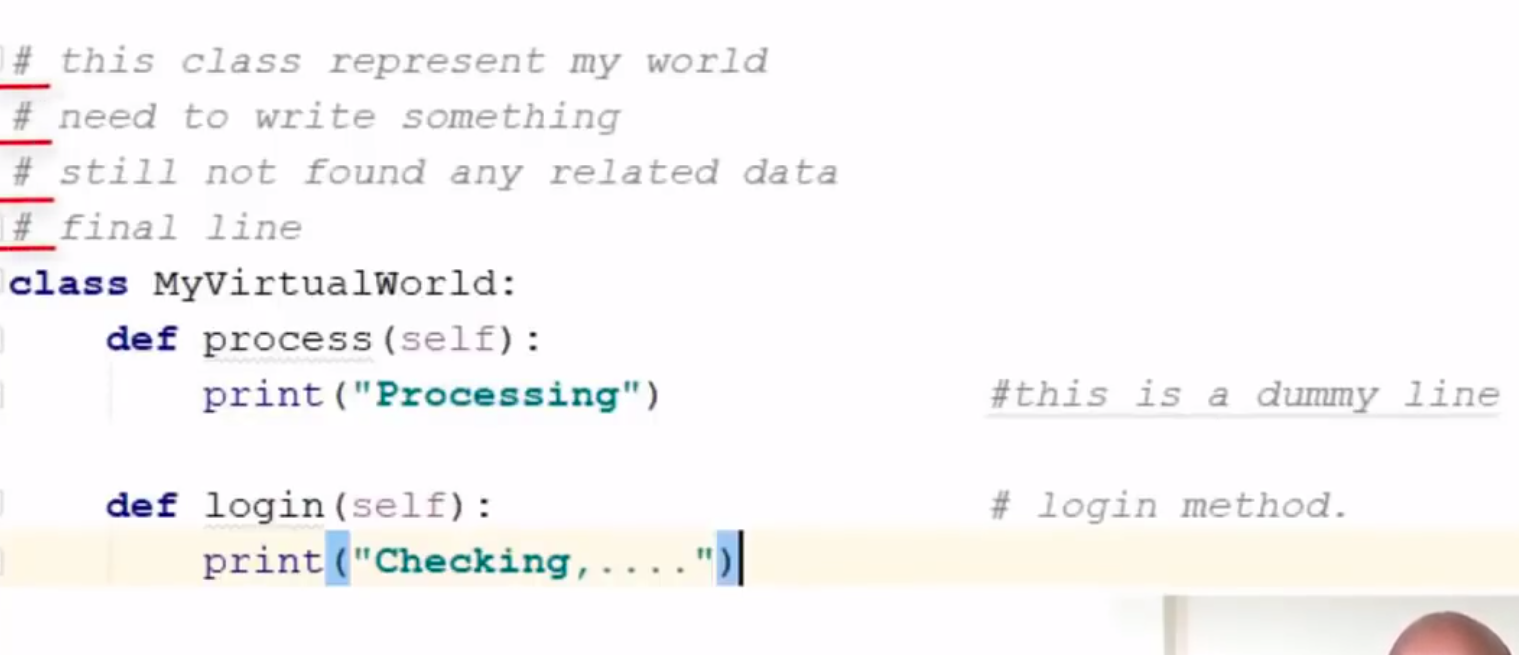 # this class represent my world
# need to write something
# still not found any related data
# final line
class MyVirtualWorld:
    def process(self):
        print("Processing")              #this is a dummy line
    def login(self):                     # login method.
        print("Checking,....")